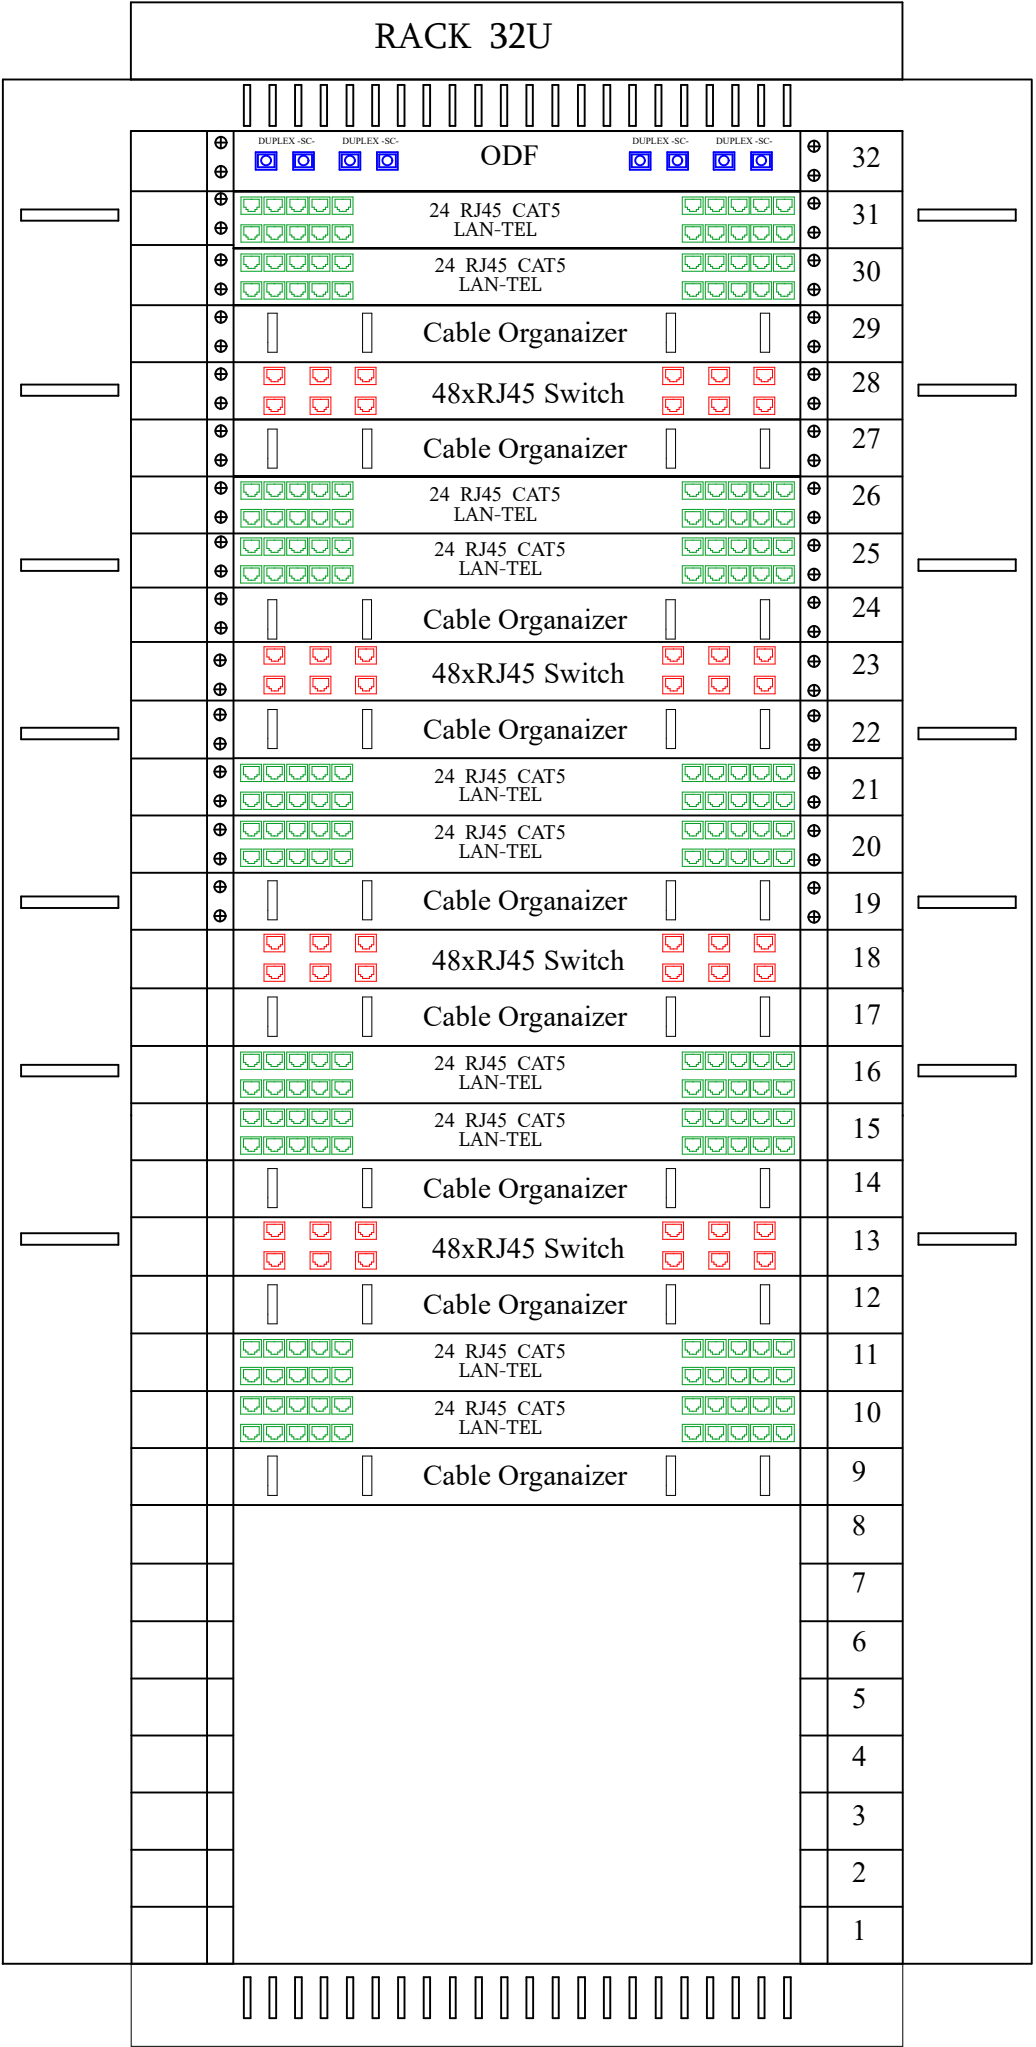 RACK 32U
DUPLEX -SC- DUPLEX -SC- ODF DUPLEX -SC- DUPLEX -SC- 32
24 RJ45 CAT5
LAN-TEL
31
24 RJ45 CAT5
LAN-TEL
30
Cable Organaizer 29
48xRJ45 Switch 28
Cable Organaizer 27
24 RJ45 CAT5
LAN-TEL
26
24 RJ45 CAT5
LAN-TEL
25
Cable Organaizer 24
48xRJ45 Switch 23
Cable Organaizer 22
24 RJ45 CAT5
LAN-TEL
21
24 RJ45 CAT5
LAN-TEL
20
Cable Organaizer 19
48xRJ45 Switch 18
Cable Organaizer 17
24 RJ45 CAT5
LAN-TEL
16
24 RJ45 CAT5
LAN-TEL
15
Cable Organaizer 14
48xRJ45 Switch 13
Cable Organaizer 12
24 RJ45 CAT5
LAN-TEL
11
24 RJ45 CAT5
LAN-TEL
10
Cable Organaizer 9
8
7
6
5
4
3
2
1